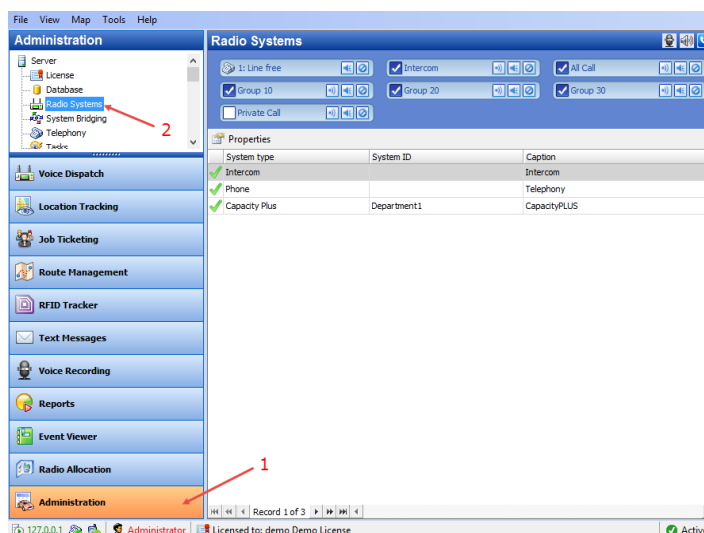 File View Map Tools Help
Administration
Server
License
Database
Radio Systems
System Bridging
Telephony
Tasks
2
Voice Dispatch
Location Tracking
Job Ticketing
Route Management
RFID Tracker
Text Messages
Voice Recording
Reports
Event Viewer
Radio Allocation
Administration
1
Radio Systems
1: Line free Intercom All Call
Group 10 Group 20 Group 30
Private Call
Properties
System type System ID Caption
Intercom Intercom
Phone Telephony
Capacity Plus Department1 CapacityPLUS
Record 1 of 3
127.0.0.1 Administrator Licensed to: demo Demo License